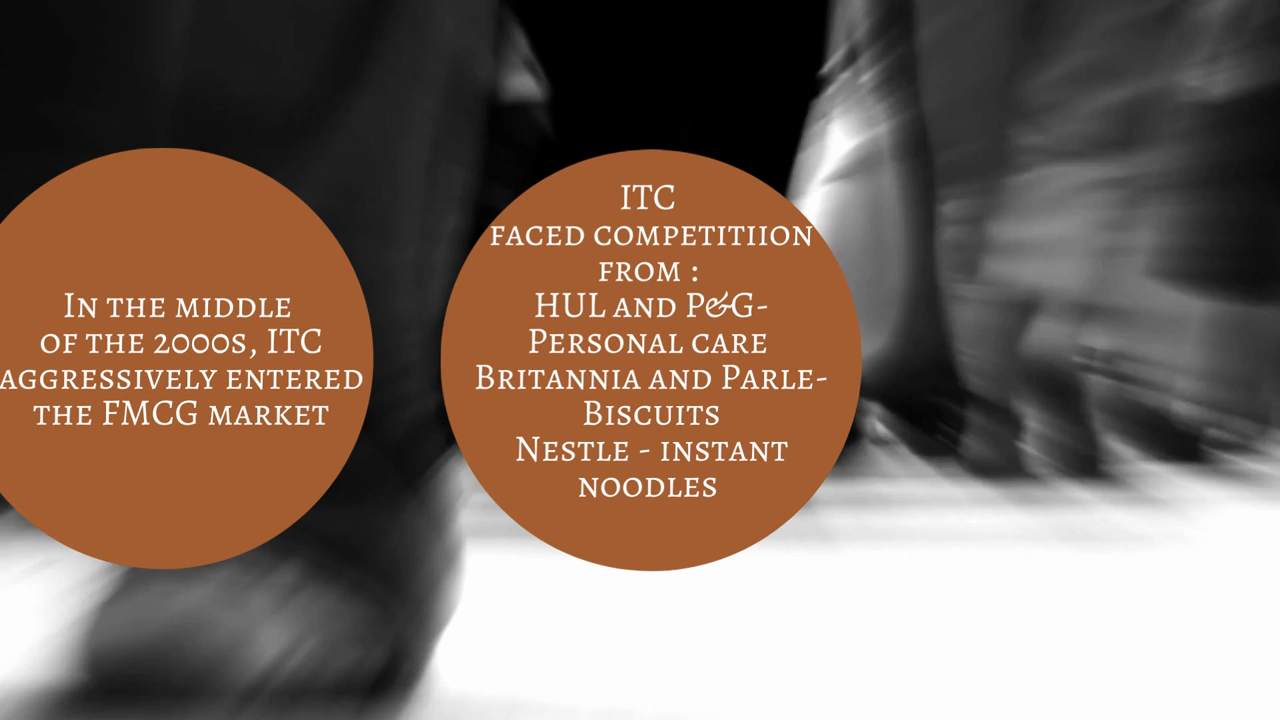 In the middle
of the 2000s, ITC
aggressively entered
the FMCG market
ITC
faced competitiion
from :
HUL and P&G-
Personal care
Britannia and Parle-
Biscuits
Nestle - instant
noodles